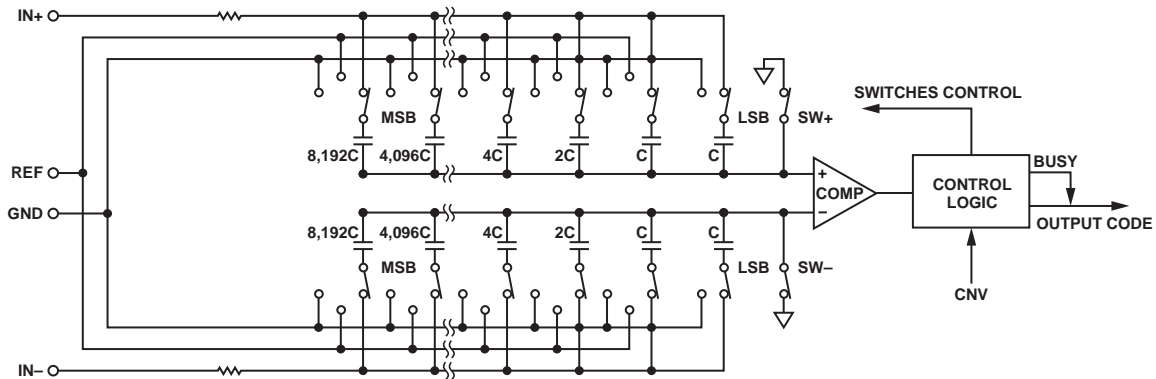 IN+
SWITCHES CONTROL
MSB
LSB
SW+
8,192C
4,096C
4C
2C
C
C
BUSY
REF
+
COMP
–
CONTROL
LOGIC
GND
OUTPUT CODE
8,192C
4,096C
4C
2C
C
C
MSB
LSB
SW–
CNV
IN–